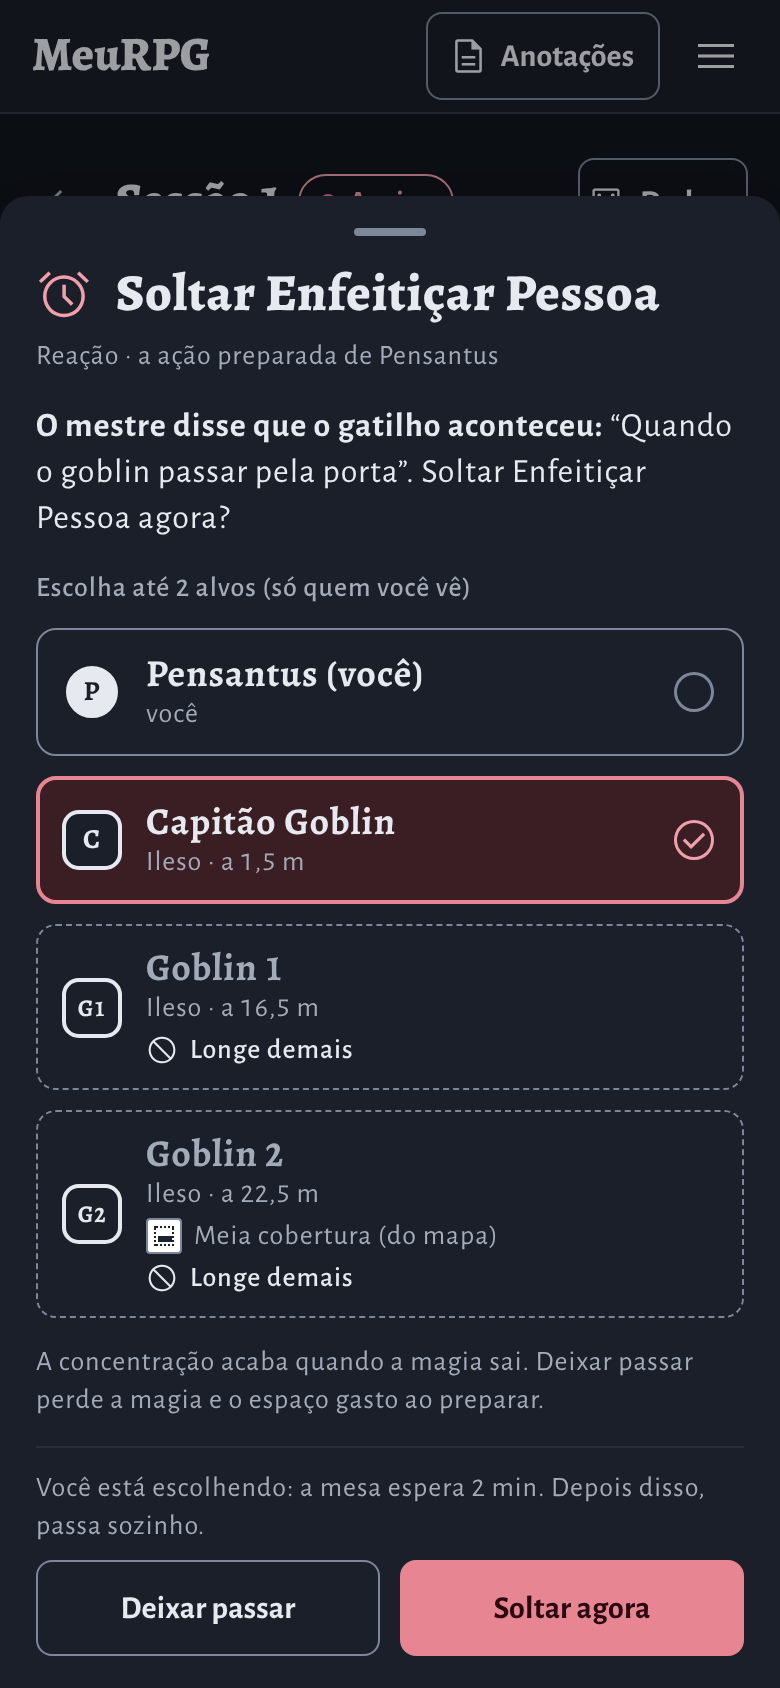 MeuRPG
Anotações
Sessão 1
Soltar Enfeitiçar Pessoa
Reação · a ação preparada de Pensantus
O mestre disse que o gatilho aconteceu: “Quando
o goblin passar pela porta”. Soltar Enfeitiçar
Pessoa agora?
Escolha até 2 alvos (só quem você vê)
P
Pensantus (você)
você
C
Capitão Goblin
Ileso · a 1,5 m
G1
Goblin 1
Ileso · a 16,5 m
Longe demais
G2
Goblin 2
Ileso · a 22,5 m
Meia cobertura (do mapa)
Longe demais
A concentração acaba quando a magia sai. Deixar passar
perde a magia e o espaço gasto ao preparar.
Você está escolhendo: a mesa espera 2 min. Depois disso,
passa sozinho.
Deixar passar
Soltar agora